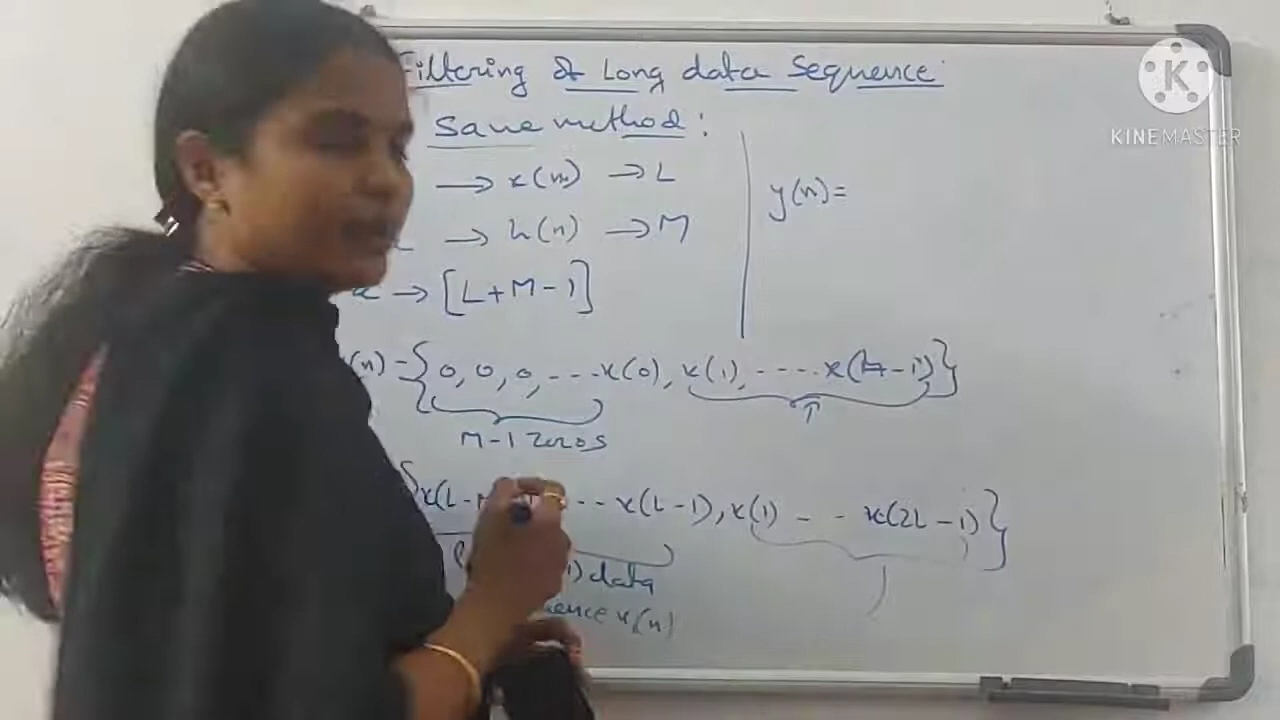 Filtering of Long data Sequence
Save method:
→ x(n) → L
→ h(n) → M
→ [L+M-1]
(n) = {0, 0, 0, ---x(0), x(1), ----- x(L-1)}
M-1 zeros
{x(L- --- x(L-1), x(1) - - x(2L-1)}
1) data
x(n)
y(n)=
K
KINEMASTER